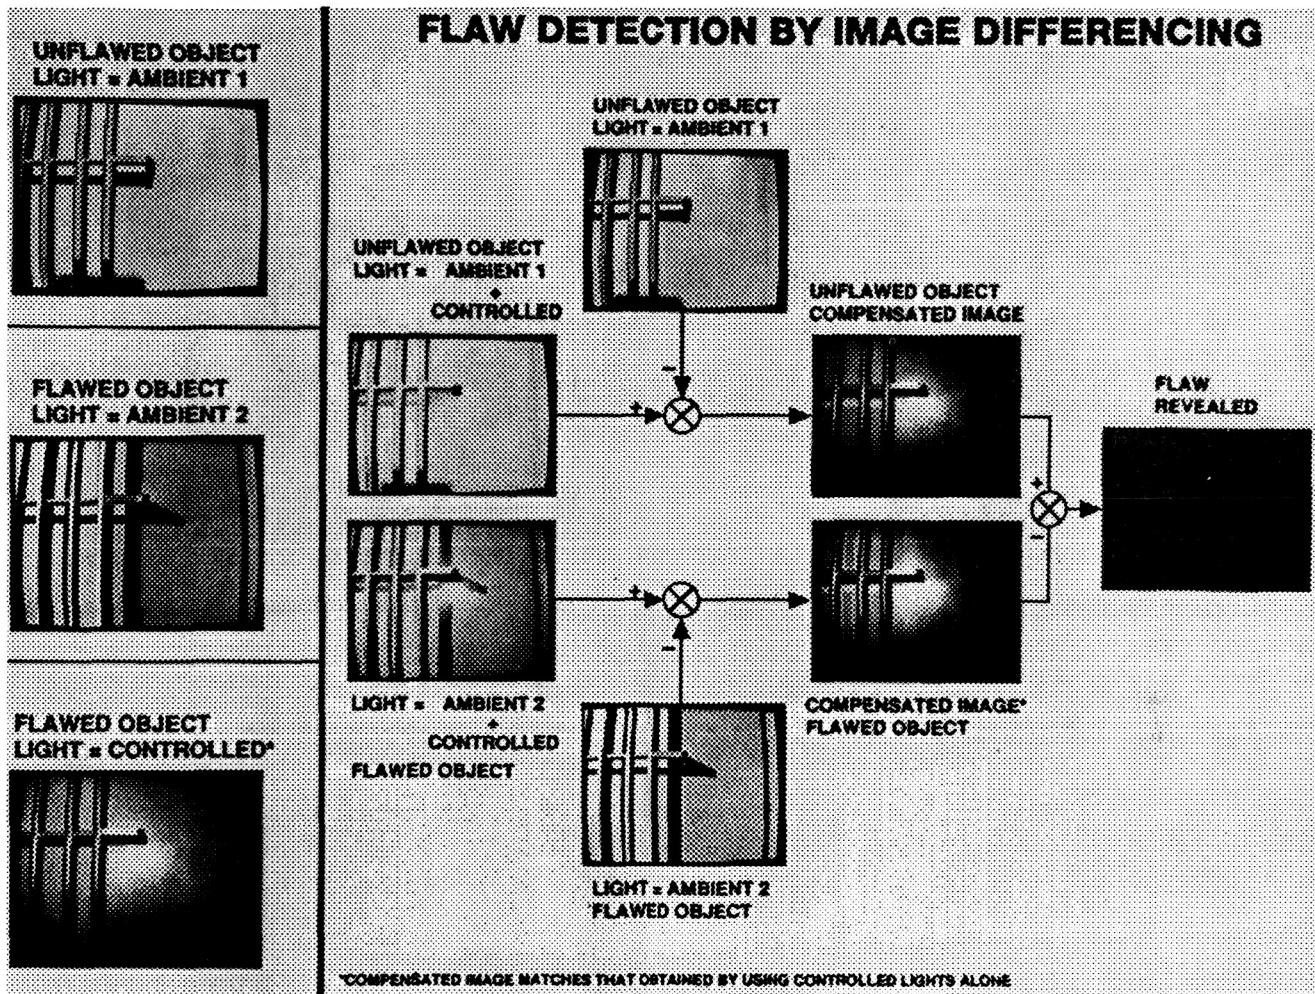 FLAW DETECTION BY IMAGE DIFFERENCING
UNFLAWED OBJECT
LIGHT = AMBIENT 1
FLAWED OBJECT
LIGHT = AMBIENT 2
FLAWED OBJECT
LIGHT = CONTROLLED*
UNFLAWED OBJECT
LIGHT = AMBIENT 1
UNFLAWED OBJECT
LIGHT = AMBIENT 1
+
CONTROLLED
UNFLAWED OBJECT
COMPENSATED IMAGE
FLAW
REVEALED
-
+
+
-
+
-
LIGHT = AMBIENT 2
+
CONTROLLED
FLAWED OBJECT
COMPENSATED IMAGE*
FLAWED OBJECT
LIGHT = AMBIENT 2
FLAWED OBJECT
*COMPENSATED IMAGE MATCHES THAT OBTAINED BY USING CONTROLLED LIGHTS ALONE